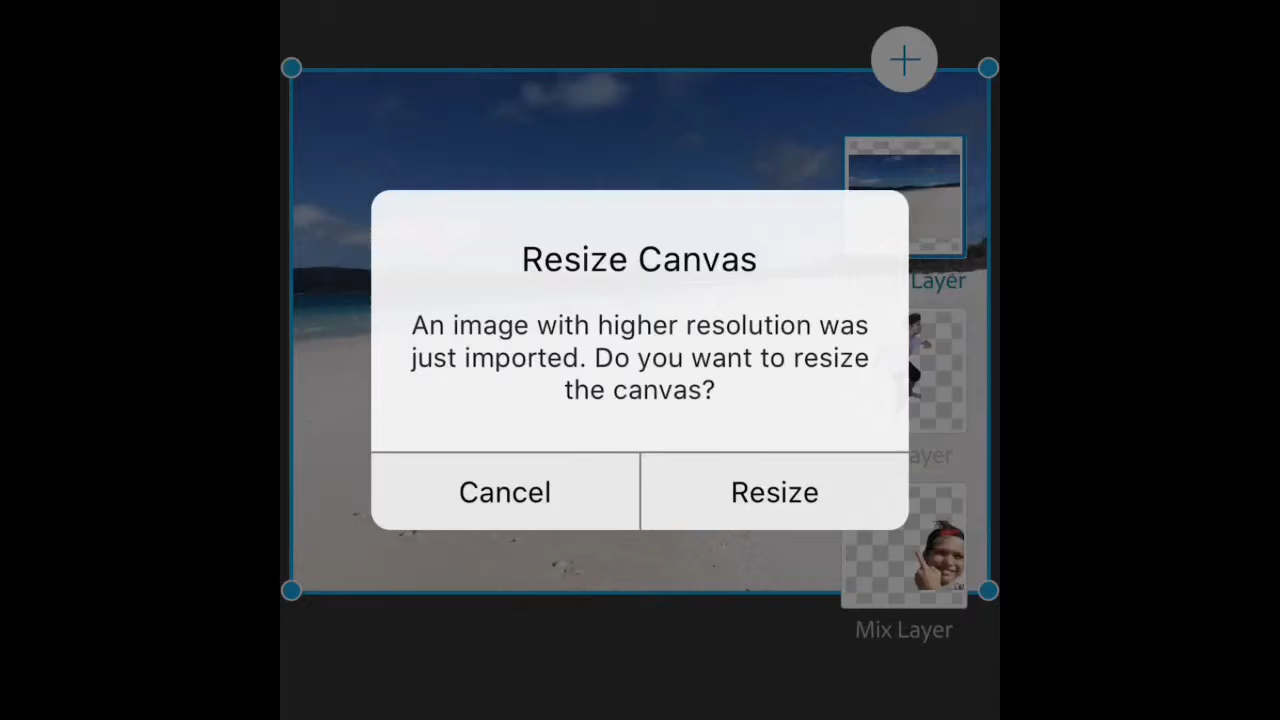 Resize Canvas
An image with higher resolution was
just imported. Do you want to resize
the canvas?
Cancel
Resize
Layer
ayer
Mix Layer